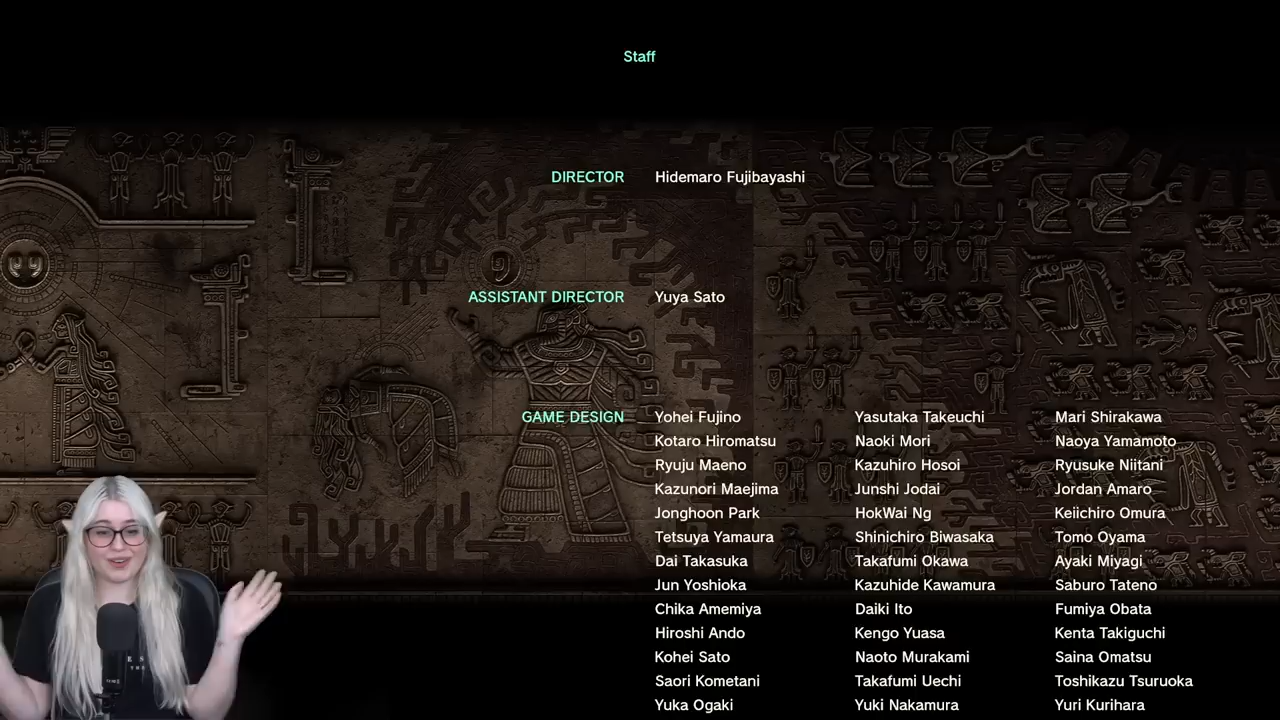 Staff
DIRECTOR Hidemaro Fujibayashi
ASSISTANT DIRECTOR Yuya Sato
GAME DESIGN Yohei Fujino Yasutaka Takeuchi Mari Shirakawa
Kotaro Hiromatsu Naoki Mori Naoya Yamamoto
Ryuju Maeno Kazuhiro Hosoi Ryusuke Niitani
Kazunori Maejima Junshi Jodai Jordan Amaro
Jonghoon Park HokWai Ng Keiichiro Omura
Tetsuya Yamaura Shinichiro Biwasaka Tomo Oyama
Dai Takasuka Takafumi Okawa Ayaki Miyagi
Jun Yoshioka Kazuhide Kawamura Saburo Tateno
Chika Amemiya Daiki Ito Fumiya Obata
Hiroshi Ando Kengo Yuasa Kenta Takiguchi
Kohei Sato Naoto Murakami Saina Omatsu
Saori Kometani Takafumi Uechi Toshikazu Tsuruoka
Yuka Ogaki Yuki Nakamura Yuri Kurihara